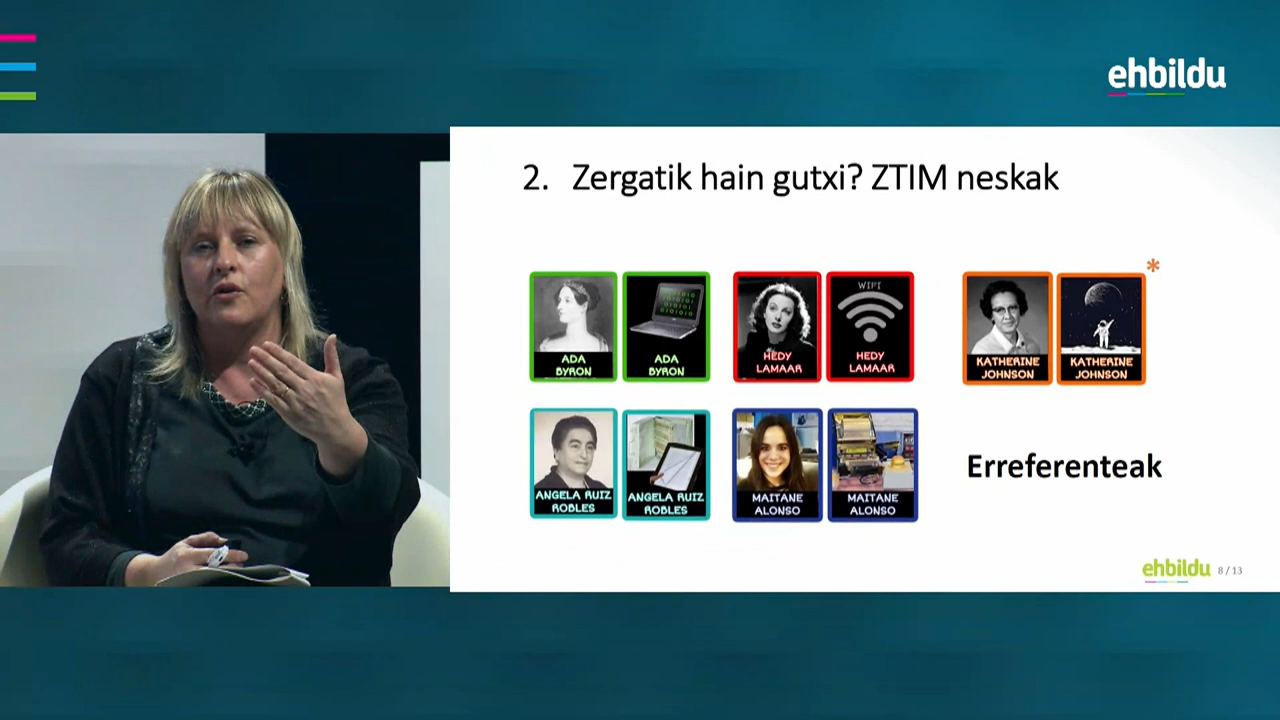 ehbildu
2. Zergatik hain gutxi? ZTIM neskak
ADA
BYRON
ADA
BYRON
HEDY
LAMAAR
WIFI
HEDY
LAMAAR
KATHERINE
JOHNSON
*
KATHERINE
JOHNSON
ANGELA RUIZ
ROBLES
ANGELA RUIZ
ROBLES
MAITANE
ALONSO
MAITANE
ALONSO
Erreferenteak
ehbildu 8 / 13